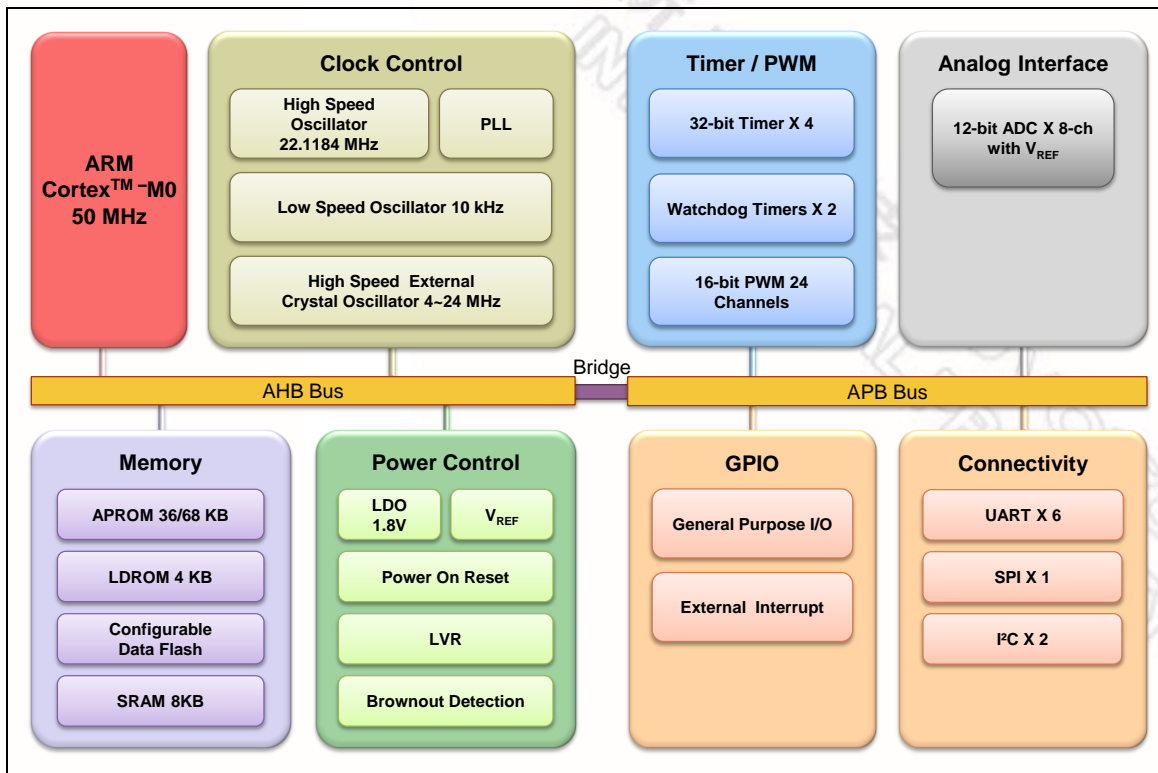 ARM
Cortex™ –M0
50 MHz
Clock Control
High Speed
Oscillator
22.1184 MHz
PLL
Low Speed Oscillator 10 kHz
High Speed External
Crystal Oscillator 4~24 MHz
Timer / PWM
32-bit Timer X 4
Watchdog Timers X 2
16-bit PWM 24
Channels
Analog Interface
12-bit ADC X 8-ch
with VREF
AHB Bus
Bridge
APB Bus
Memory
APROM 36/68 KB
LDROM 4 KB
Configurable
Data Flash
SRAM 8KB
Power Control
LDO
1.8V
VREF
Power On Reset
LVR
Brownout Detection
GPIO
General Purpose I/O
External Interrupt
Connectivity
UART X 6
SPI X 1
I²C X 2